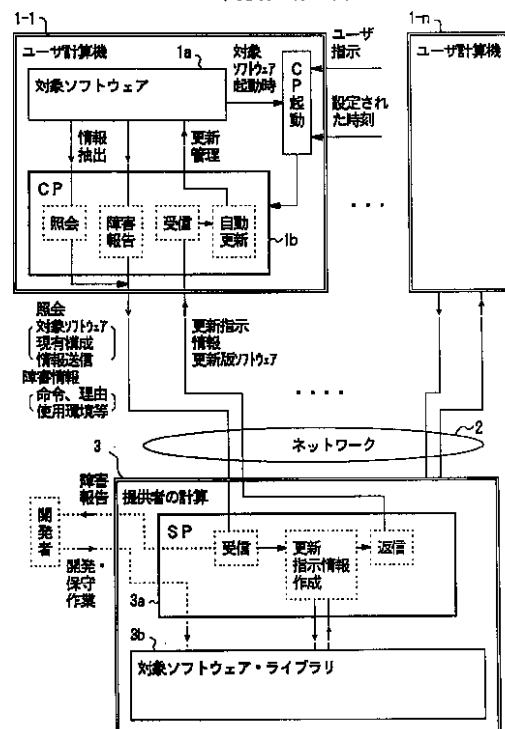 1-1
1-n
ユーザ計算機
1a
対象
ソフトウェア
起動時
ユーザ
指示
ユーザ計算機
対象ソフトウェア
CP起動
設定された
時刻
情報
抽出
更新
管理
CP
照会
障害
報告
受信
自動
更新
1b
照会
対象ソフトウェア
現有構成
情報送信
障害情報
命令、理由
使用環境等
更新指示
情報
更新版ソフトウェア
2
ネットワーク
3
障害
報告
提供者の計算
開発者
SP
受信
更新
指示情報
作成
返信
開発・
保守
作業
3a
3b
対象ソフトウェア・ライブラリ